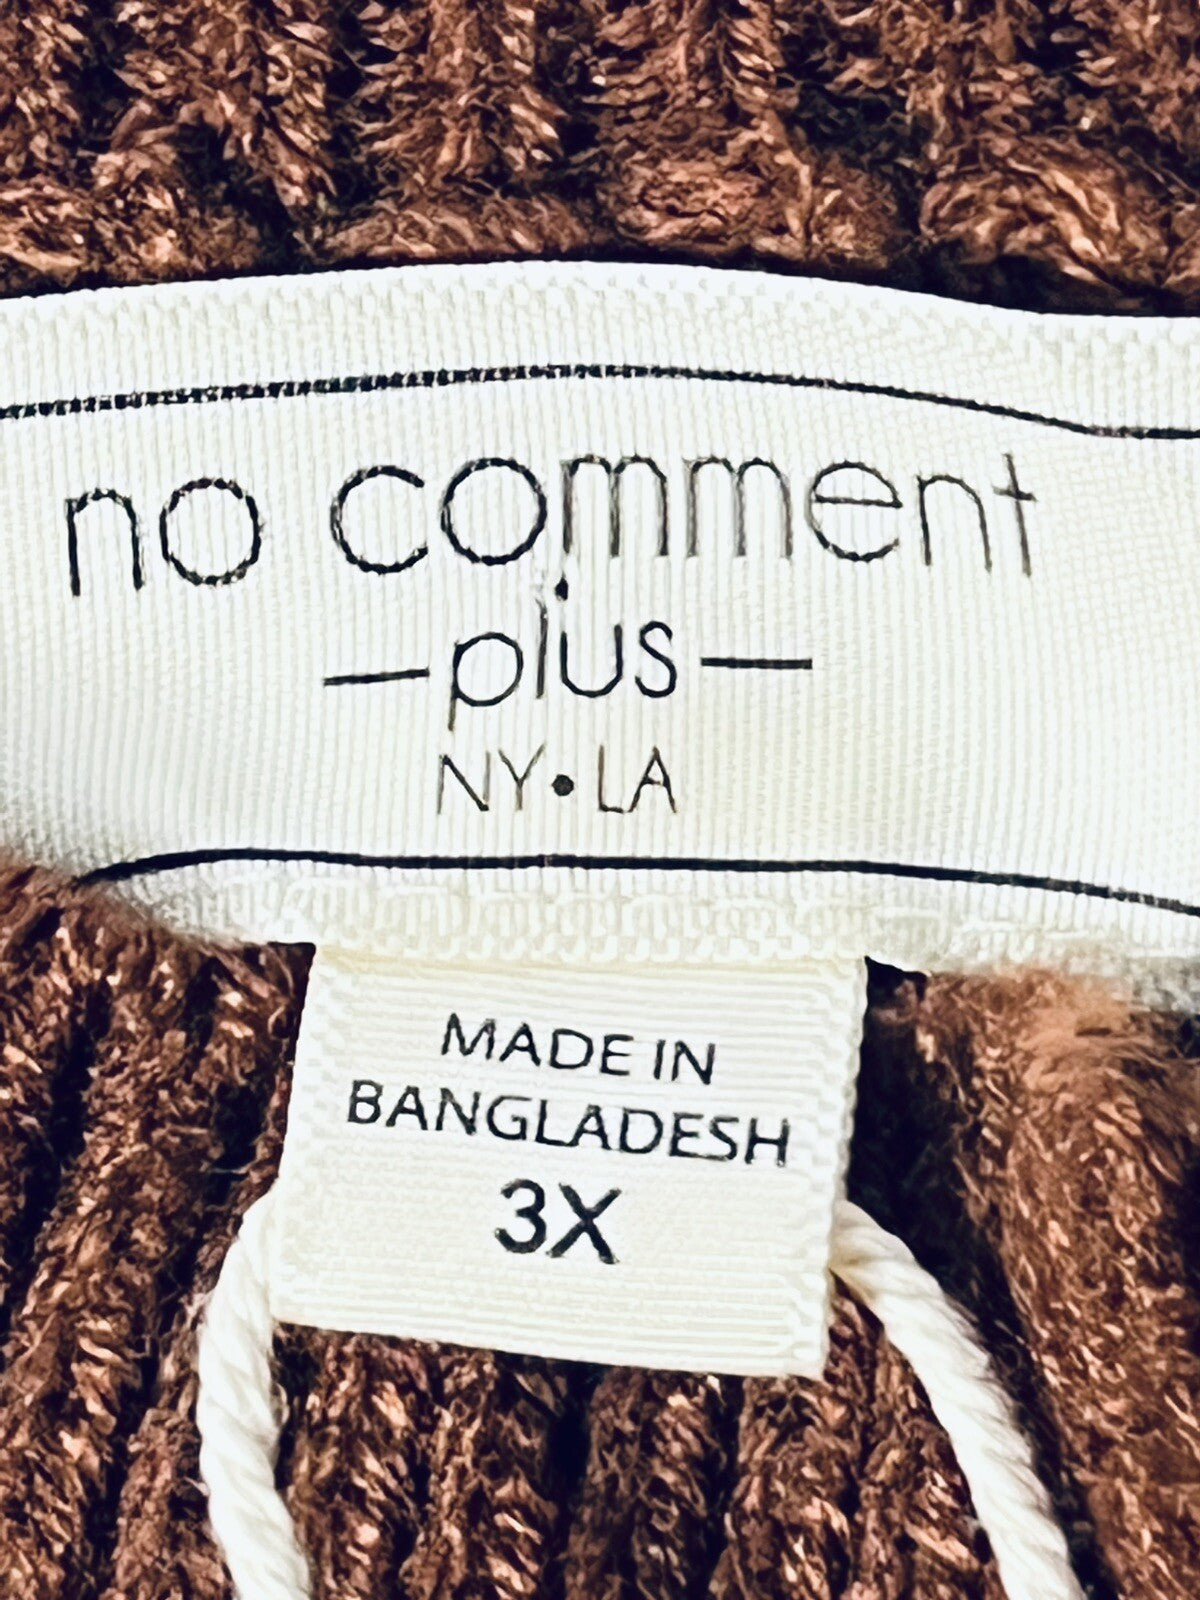 no comment
—plus—
NY•LA
MADE IN
BANGLADESH
3X